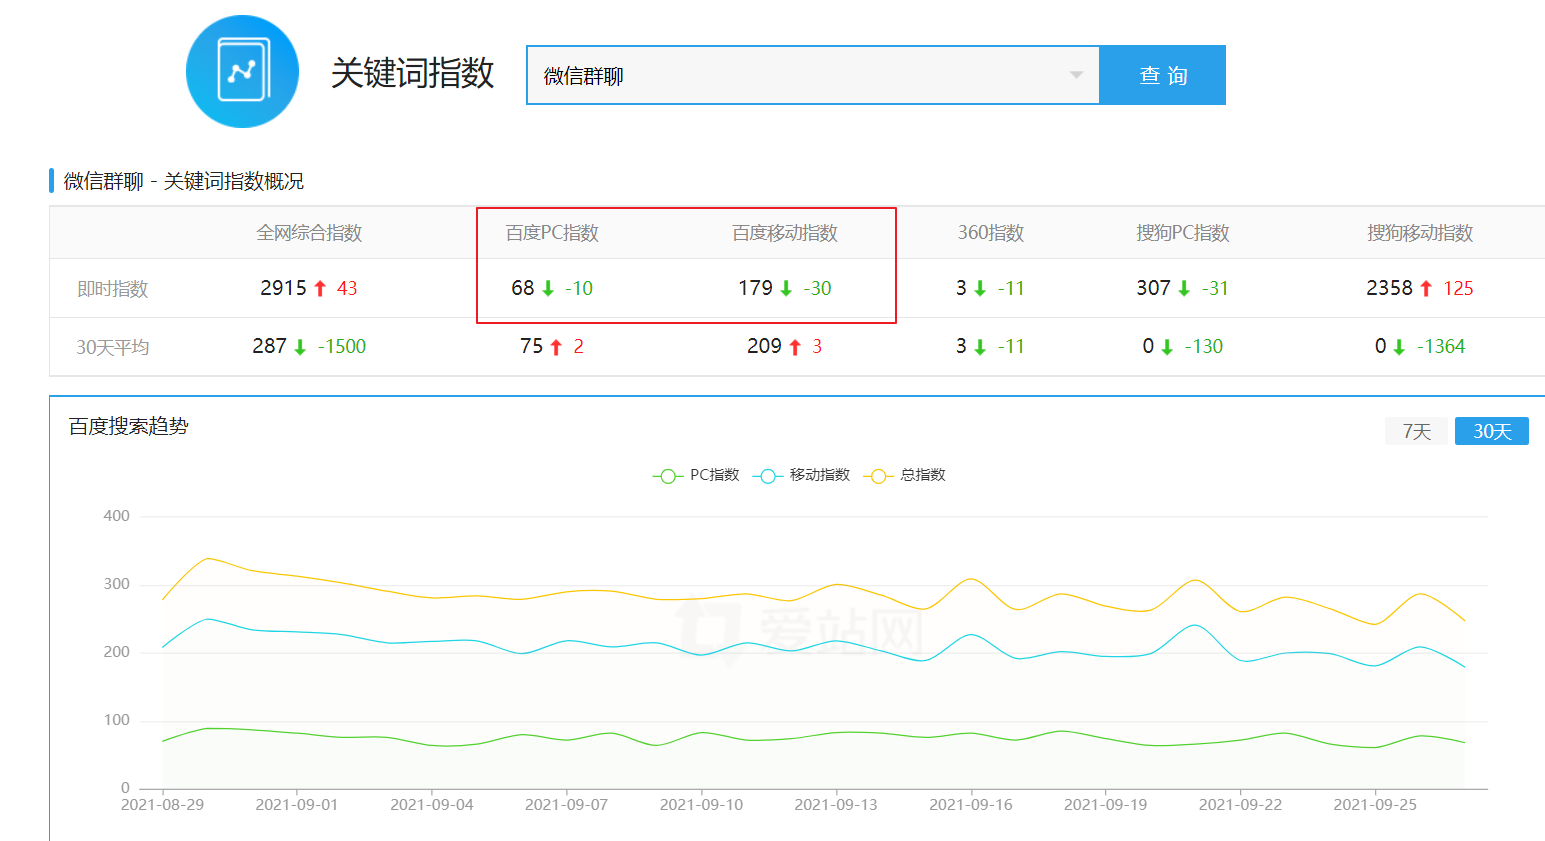 关键词指数
微信群聊
查 询
微信群聊 - 关键词指数概况
全网综合指数 百度PC指数 百度移动指数 360指数 搜狗PC指数 搜狗移动指数
即时指数 2915 43 68 -10 179 -30 3 -11 307 -31 2358 125
30天平均 287 -1500 75 2 209 3 3 -11 0 -130 0 -1364
百度搜索趋势
7天 30天
PC指数 移动指数 总指数
400
300
爱站网
200
100
0
2021-08-29 2021-09-01 2021-09-04 2021-09-07 2021-09-10 2021-09-13 2021-09-16 2021-09-19 2021-09-22 2021-09-25